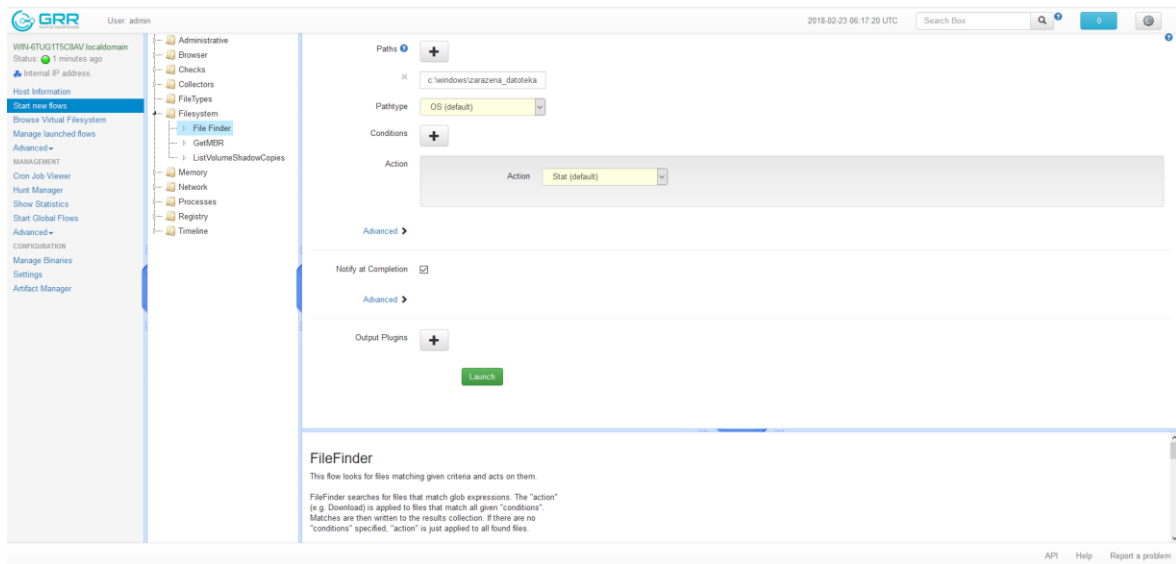 GRR
User: admin
2018-02-23 06:17:20 UTC
Search Box
0
WIN-6TUG1T5C8AV.localdomain
Status: 1 minutes ago
Internal IP address.
Host Information
Start new flows
Browse Virtual Filesystem
Manage launched flows
Advanced
MANAGEMENT
Cron Job Viewer
Hunt Manager
Show Statistics
Start Global Flows
Advanced
CONFIGURATION
Manage Binaries
Settings
Artifact Manager
Administrative
Browser
Checks
Collectors
FileTypes
Filesystem
File Finder
GetMBR
ListVolumeShadowCopies
Memory
Network
Processes
Registry
Timeline
Paths
c:\windows\zarazena_datoteka
Pathtype OS (default)
Conditions
Action
Action Stat (default)
Advanced
Notify at Completion
Advanced
Output Plugins
Launch
FileFinder
This flow looks for files matching given criteria and acts on them.
FileFinder searches for files that match glob expressions. The "action"
(e.g. Download) is applied to files that match all given "conditions".
Matches are then written to the results collection. If there are no
"conditions" specified, "action" is just applied to all found files.
API Help Report a problem